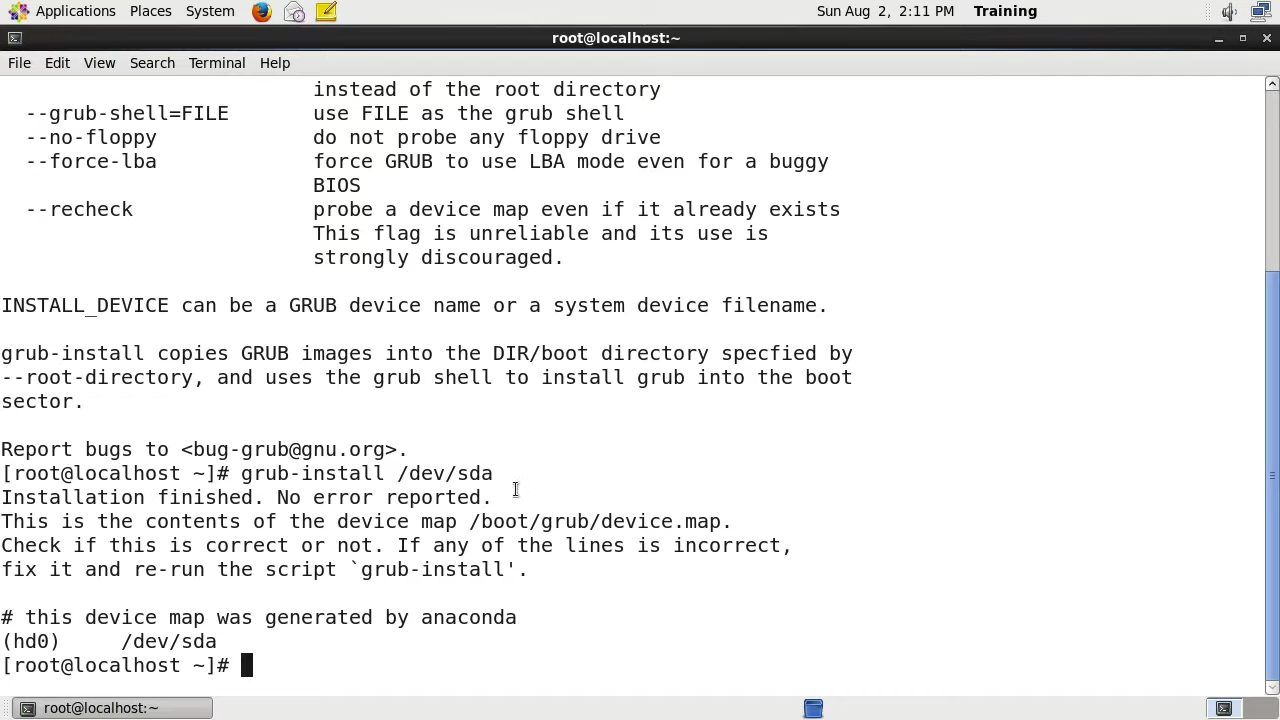 Applications Places System Sun Aug 2, 2:11 PM Training
root@localhost:~
File Edit View Search Terminal Help
instead of the root directory
--grub-shell=FILE use FILE as the grub shell
--no-floppy do not probe any floppy drive
--force-lba force GRUB to use LBA mode even for a buggy
BIOS
--recheck probe a device map even if it already exists
This flag is unreliable and its use is
strongly discouraged.
INSTALL_DEVICE can be a GRUB device name or a system device filename.
grub-install copies GRUB images into the DIR/boot directory specfied by
--root-directory, and uses the grub shell to install grub into the boot
sector.
Report bugs to <bug-grub@gnu.org>.
[root@localhost ~]# grub-install /dev/sda
Installation finished. No error reported.
This is the contents of the device map /boot/grub/device.map.
Check if this is correct or not. If any of the lines is incorrect,
fix it and re-run the script `grub-install'.
# this device map was generated by anaconda
(hd0) /dev/sda
[root@localhost ~]#
root@localhost:~